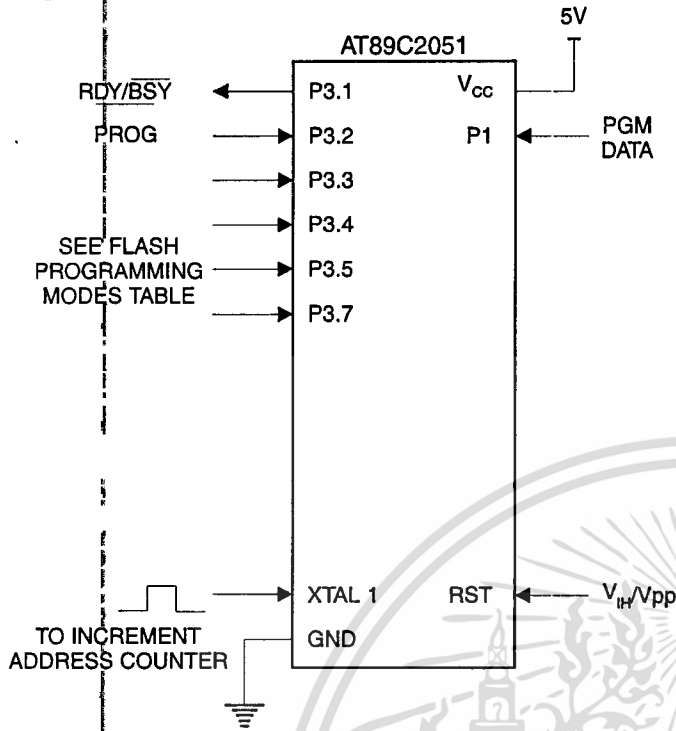 5V
AT89C2051
RDY/BSY
P3.1
VCC
PROG
P3.2
P1
PGM
DATA
P3.3
P3.4
SEE FLASH
PROGRAMMING
MODES TABLE
P3.5
P3.7
XTAL 1
RST
VIH/Vpp
TO INCREMENT
ADDRESS COUNTER
GND